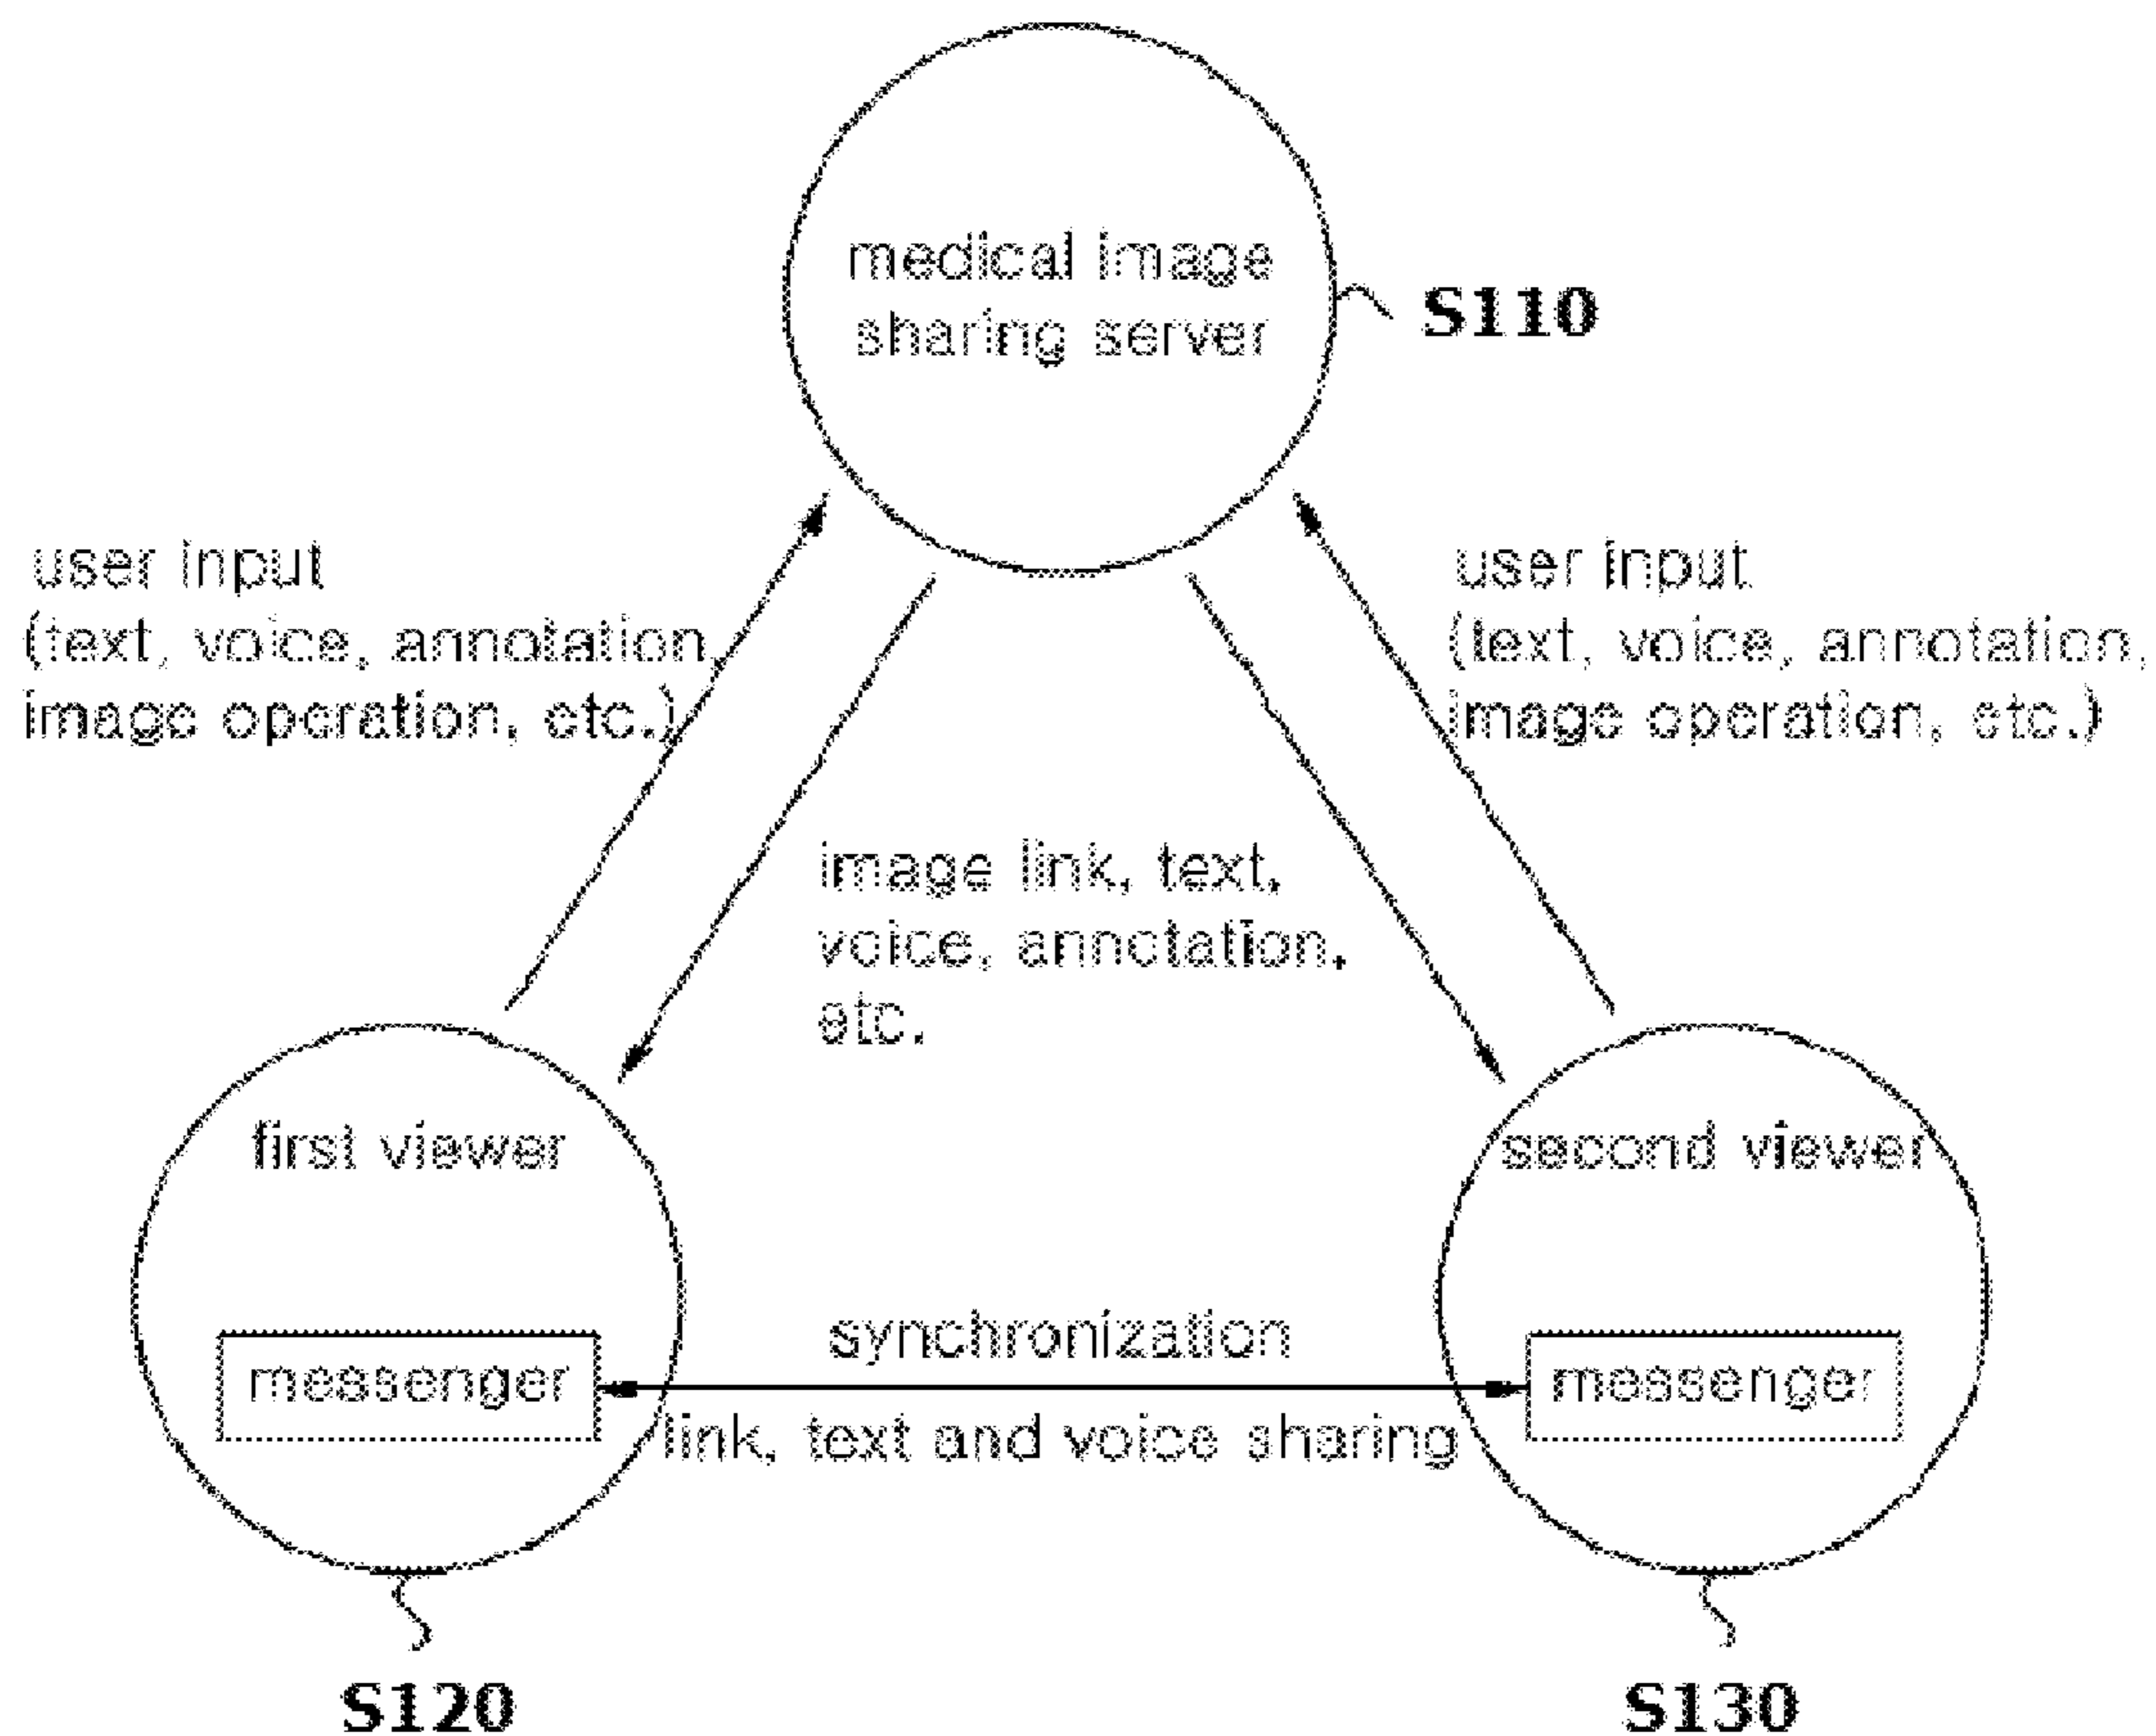 medical image
sharing server
S110
user input
(text, voice, annotation,
image operation, etc.)
user input
(text, voice, annotation,
image operation, etc.)
image link, text,
voice, annotation,
etc.
first viewer
second viewer
synchronization
messenger
messenger
link, text and voice sharing
S120
S130